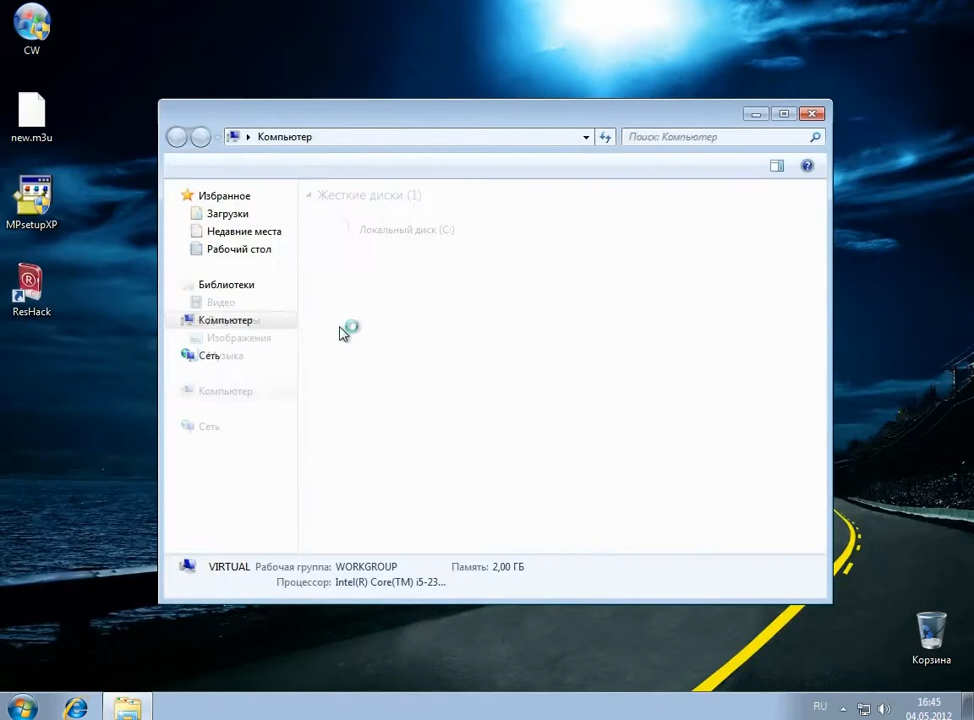 CW
new.m3u
MPsetupXP
ResHack
Компьютер
Поиск: Компьютер
Избранное
Загрузки
Недавние места
Рабочий стол
Библиотеки
Видео
Компьютер
Изображения
Сеть
Компьютер
Сеть
Жесткие диски (1)
Локальный диск (C:)
VIRTUAL Рабочая группа: WORKGROUP Память: 2,00 ГБ
Процессор: Intel(R) Core(TM) i5-23...
Корзина
RU
16:45
04.05.2012